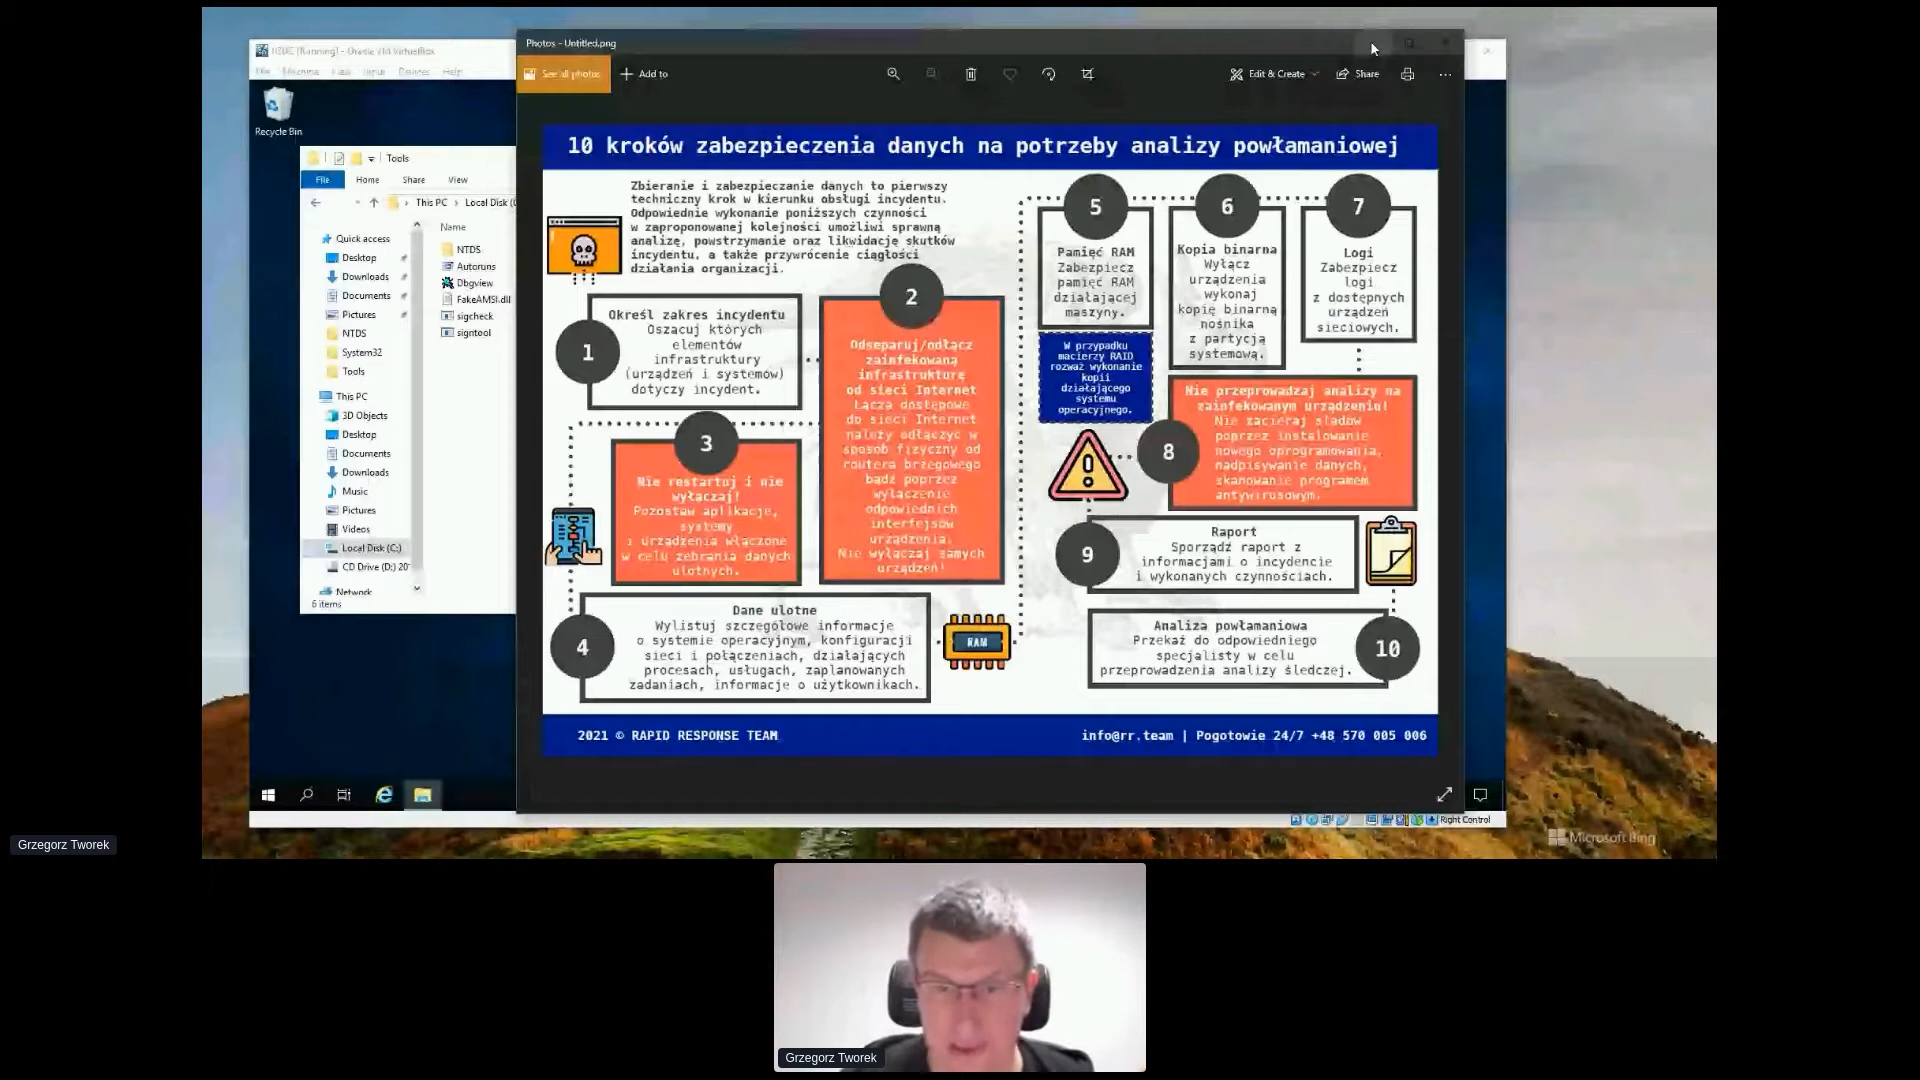 Photos - Untitled.png
See all photos
Add to
Edit & Create
Share
Recycle Bin
Tools
File
Home
Share
View
This PC
Local Disk (C
Name
Quick access
Desktop
Downloads
Documents
Pictures
NTDS
System32
Tools
This PC
3D Objects
Desktop
Documents
Downloads
Music
Pictures
Videos
Local Disk (C:)
CD Drive (D:) 20
Network
6 items
NTDS
Autoruns
Dbgview
FakeAMSI.dll
sigcheck
signtool
10 kroków zabezpieczenia danych na potrzeby analizy powłamaniowej
Zbieranie i zabezpieczanie danych to pierwszy
techniczny krok w kierunku obsługi incydentu.
Odpowiednie wykonanie poniższych czynności
w zaproponowanej kolejności umożliwi sprawną
analizę, powstrzymanie oraz likwidację skutków
incydentu, a także przywrócenie ciągłości
działania organizacji.
1
Określ zakres incydentu
Oszacuj których
elementów
infrastruktury
(urządzeń i systemów)
dotyczy incydent.
2
Odseparuj/odłącz
zainfekowaną
infrastrukturę
od sieci Internet
Łącza dostępowe
do sieci Internet
należy odłączyć w
sposób fizyczny od
routera brzegowego
bądź poprzez
wyłączenie
odpowiednich
interfejsów
urządzenia.
Nie wyłączaj samych
urządzeń!
3
Nie restartuj i nie
wyłączaj!
Pozostaw aplikacje,
systemy
i urządzenia włączone
w celu zebrania danych
ulotnych.
4
Dane ulotne
Wylistuj szczegółowe informacje
o systemie operacyjnym, konfiguracji
sieci i połączeniach, działających
procesach, usługach, zaplanowanych
zadaniach, informacje o użytkownikach.
RAM
5
Pamięć RAM
Zabezpiecz
pamięć RAM
działającej
maszyny.
W przypadku
macierzy RAID
rozważ wykonanie
kopii
działającego
systemu
operacyjnego.
6
Kopia binarna
Wyłącz
urządzenia
wykonaj
kopię binarną
nośnika
z partycją
systemową.
7
Logi
Zabezpiecz
logi
z dostępnych
urządzeń
sieciowych.
8
Nie przeprowadzaj analizy na
zainfekowanym urządzeniu!
Nie zacieraj śladów
poprzez instalowanie
nowego oprogramowania,
nadpisywanie danych,
skanowanie programem
antywirusowym.
9
Raport
Sporządź raport z
informacjami o incydencie
i wykonanych czynnościach.
10
Analiza powłamaniowa
Przekaż do odpowiedniego
specjalisty w celu
przeprowadzenia analizy śledczej.
2021 © RAPID RESPONSE TEAM
info@rr.team | Pogotowie 24/7 +48 570 005 006
Right Control
Microsoft Bing
Grzegorz Tworek
Grzegorz Tworek